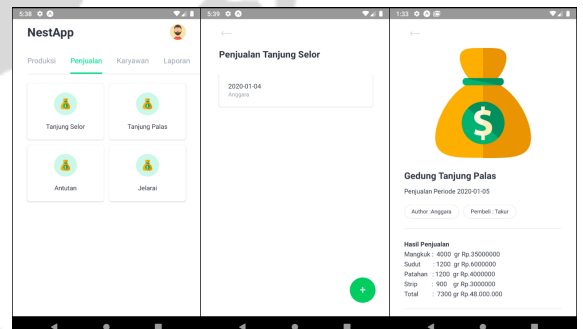 5:38
NestApp
Produksi Penjualan Karyawan Laporan
Tanjung Selor Tanjung Palas
Antutan Jelarai
5:39
←
Penjualan Tanjung Selor
2020-01-04
Anggara
+
1:33
←
$
Gedung Tanjung Palas
Penjualan Periode 2020-01-05
Author :Anggara Pembeli : Takur
Hasil Penjualan
Mangkuk : 4000 gr Rp.35000000
Sudut : 1200 gr Rp.6000000
Patahan : 1200 gr Rp.4000000
Strip : 900 gr Rp.3000000
Total : 7300 gr Rp.48.000.000